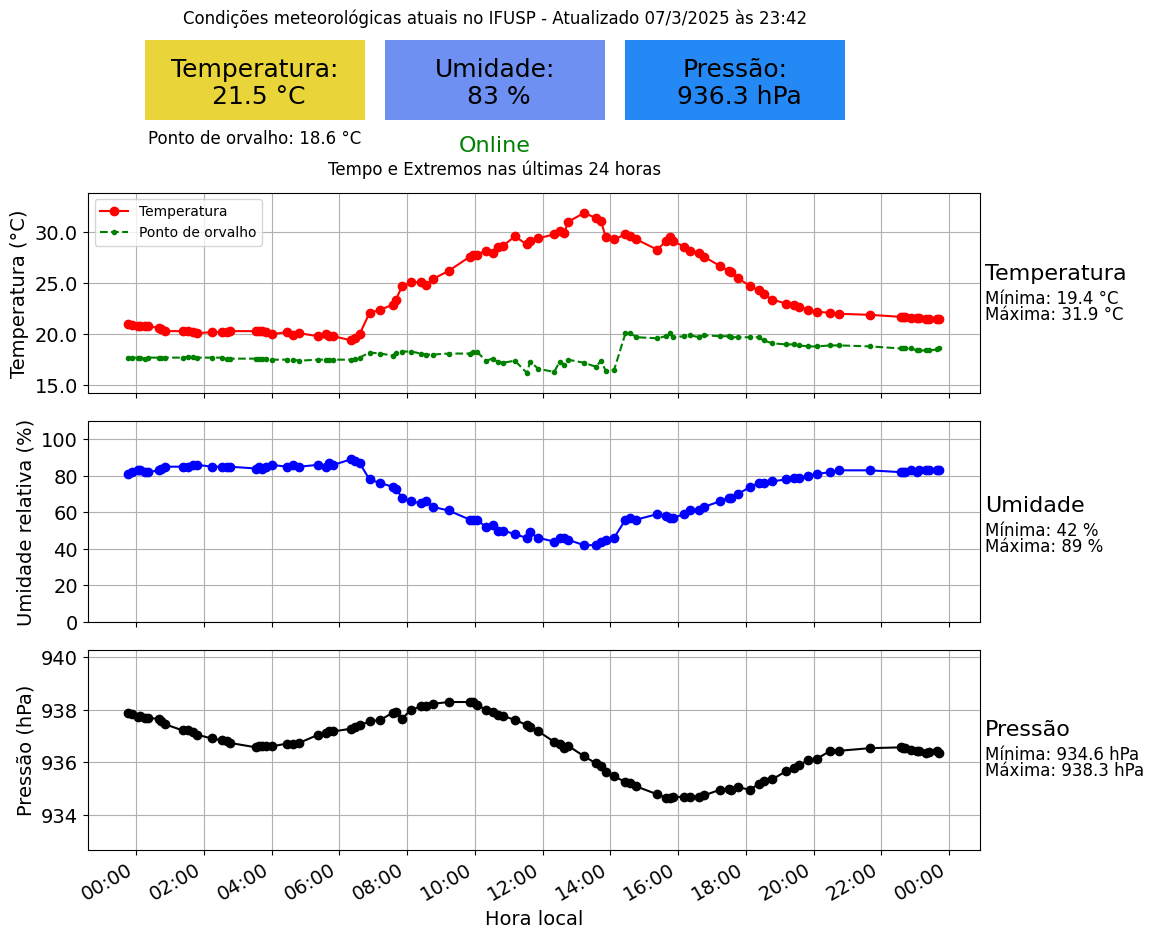 Condições meteorológicas atuais no IFUSP - Atualizado 07/3/2025 às 23:42
Temperatura:
21.5 °C
Umidade:
83 %
Pressão:
936.3 hPa
Ponto de orvalho: 18.6 °C
Online
Tempo e Extremos nas últimas 24 horas
Temperatura (°C)
30.0
25.0
20.0
15.0
Temperatura
Ponto de orvalho
Temperatura
Mínima: 19.4 °C
Máxima: 31.9 °C
Umidade relativa (%)
100
80
60
40
20
0
Umidade
Mínima: 42 %
Máxima: 89 %
Pressão (hPa)
940
938
936
934
Pressão
Mínima: 934.6 hPa
Máxima: 938.3 hPa
00:00 02:00 04:00 06:00 08:00 10:00 12:00 14:00 16:00 18:00 20:00 22:00 00:00
Hora local